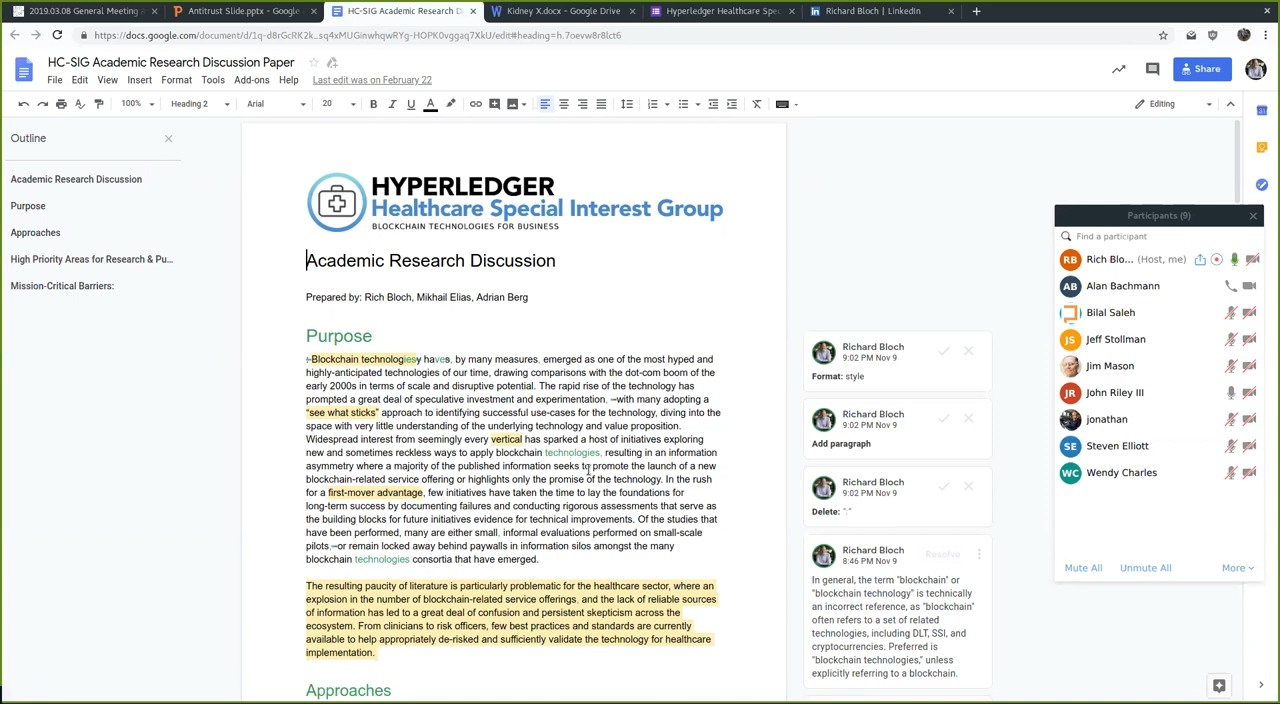 2019.03.08 General Meeting A
Antitrust Slide.pptx - Google
HC-SIG Academic Research D
Kidney X.docx - Google Drive
Hyperledger Healthcare Spec
Richard Bloch | LinkedIn
https://docs.google.com/document/d/1q-d8rGcRK2k_sq4xMUGinwhqwRYg-HOPK0vggaq7XkU/edit#heading=h.7oevw8r8lct6
HC-SIG Academic Research Discussion Paper
File Edit View Insert Format Tools Add-ons Help Last edit was on February 22
Share
100% Heading 2 Arial 20 B I U A Editing
Outline
Academic Research Discussion
Purpose
Approaches
High Priority Areas for Research & Pu...
Mission-Critical Barriers:
HYPERLEDGER
Healthcare Special Interest Group
BLOCKCHAIN TECHNOLOGIES FOR BUSINESS
Academic Research Discussion
Prepared by: Rich Bloch, Mikhail Elias, Adrian Berg
Purpose
Blockchain technologiesy haves, by many measures, emerged as one of the most hyped and
highly-anticipated technologies of our time, drawing comparisons with the dot-com boom of the
early 2000s in terms of scale and disruptive potential. The rapid rise of the technology has
prompted a great deal of speculative investment and experimentation, –with many adopting a
“see what sticks” approach to identifying successful use-cases for the technology, diving into the
space with very little understanding of the underlying technology and value proposition.
Widespread interest from seemingly every vertical has sparked a host of initiatives exploring
new and sometimes reckless ways to apply blockchain technologies, resulting in an information
asymmetry where a majority of the published information seeks to promote the launch of a new
blockchain-related service offering or highlights only the promise of the technology. In the rush
for a first-mover advantage, few initiatives have taken the time to lay the foundations for
long-term success by documenting failures and conducting rigorous assessments that serve as
the building blocks for future initiatives evidence for technical improvements. Of the studies that
have been performed, many are either small, informal evaluations performed on small-scale
pilots,–or remain locked away behind paywalls in information silos amongst the many
blockchain technologies consortia that have emerged.
The resulting paucity of literature is particularly problematic for the healthcare sector, where an
explosion in the number of blockchain-related service offerings, and the lack of reliable sources
of information has led to a great deal of confusion and persistent skepticism across the
ecosystem. From clinicians to risk officers, few best practices and standards are currently
available to help appropriately de-risked and sufficiently validate the technology for healthcare
implementation.
Approaches
Richard Bloch
9:02 PM Nov 9
Format: style
Richard Bloch
9:02 PM Nov 9
Add paragraph
Richard Bloch
9:02 PM Nov 9
Delete: ":"
Richard Bloch
8:46 PM Nov 9
Resolve
In general, the term "blockchain" or
"blockchain technology" is technically
an incorrect reference, as "blockchain"
often refers to a set of related
technologies, including DLT, SSI, and
cryptocurrencies. Preferred is
"blockchain technologies," unless
explicitly referring to a blockchain.
Participants (9)
Find a participant
RB Rich Blo... (Host, me)
AB Alan Bachmann
Bilal Saleh
JS Jeff Stollman
Jim Mason
JR John Riley III
jonathan
SE Steven Elliott
WC Wendy Charles
Mute All Unmute All More